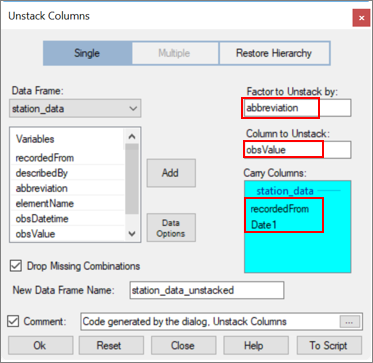 Unstack Columns
x
Single
Multiple
Restore Hierarchy
Data Frame:
station_data
Factor to Unstack by:
abbreviation
Column to Unstack:
obsValue
Variables
recordedFrom
describedBy
abbreviation
elementName
obsDatetime
obsValue
Add
Data
Options
Carry Columns:
station_data
recordedFrom
Date1
Drop Missing Combinations
New Data Frame Name: station_data_unstacked
Comment: Code generated by the dialog, Unstack Columns ...
Ok Reset Close Help To Script